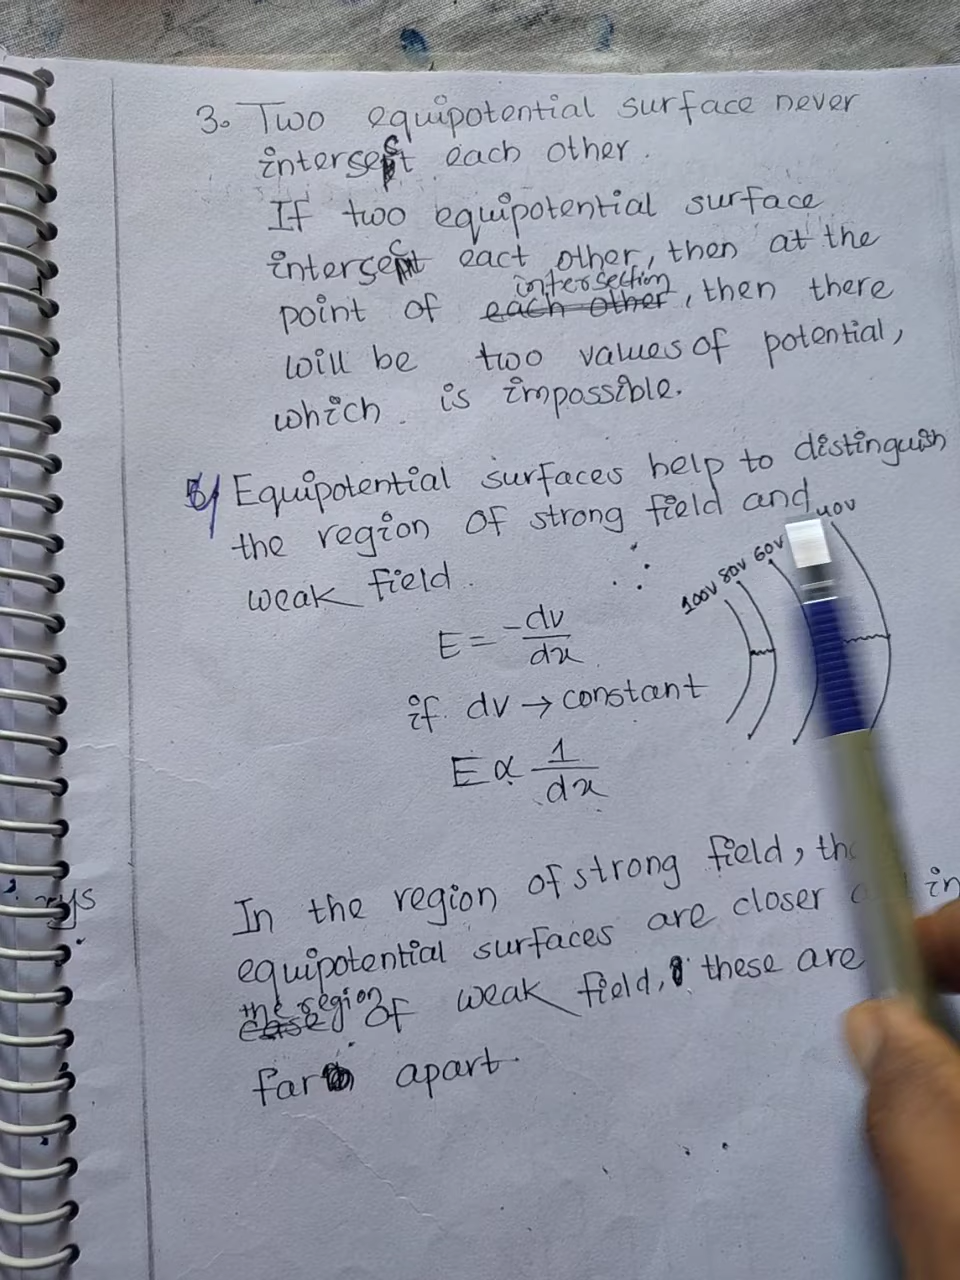 3. Two equipotential surface never
intersect each other.
If two equipotential surface
intersect eact other, then at the
intersection
point of each other, then there
will be two values of potential,
which is impossible.
Equipotential surfaces help to distinguish
the region of strong field and
weak field.
100V 80V 60V 40V
E = -dv/dx
if dv → constant
E ∝ 1/dx
In the region of strong field,
equipotential surfaces are closer in
the region
case of weak field, these are
far apart.